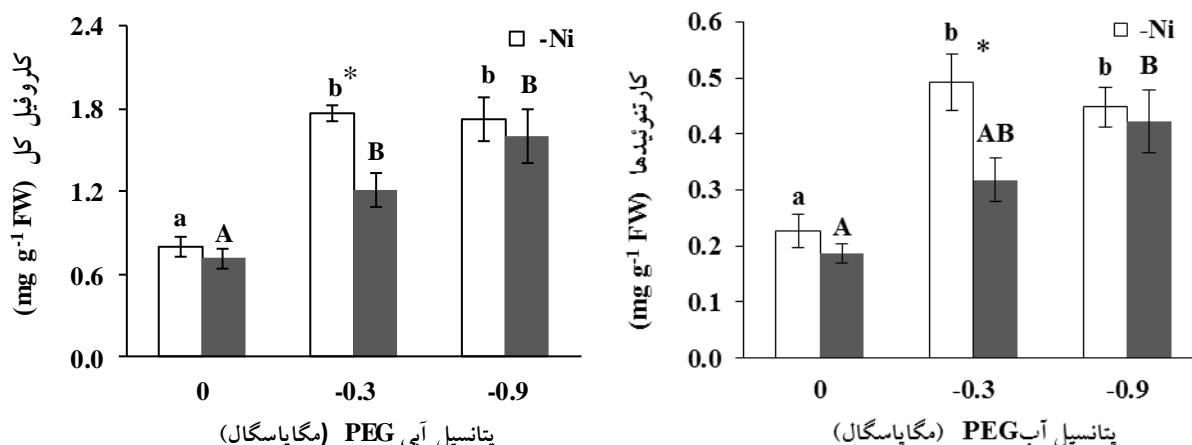 2.4
1.8
1.2
0.6
0.0
کلروفیل کل
(mg g-1 FW)
-Ni
a
A
b*
B
b
B
0
-0.3
-0.9
پتانسیل آبی PEG (مگاپاسگال)
0.6
0.5
0.4
0.3
0.2
0.1
0.0
کارتنوئیدها
(mg g-1 FW)
-Ni
a
A
b
*
AB
b
B
0
-0.3
-0.9
پتانسیل آب PEG (مگاپاسگال)